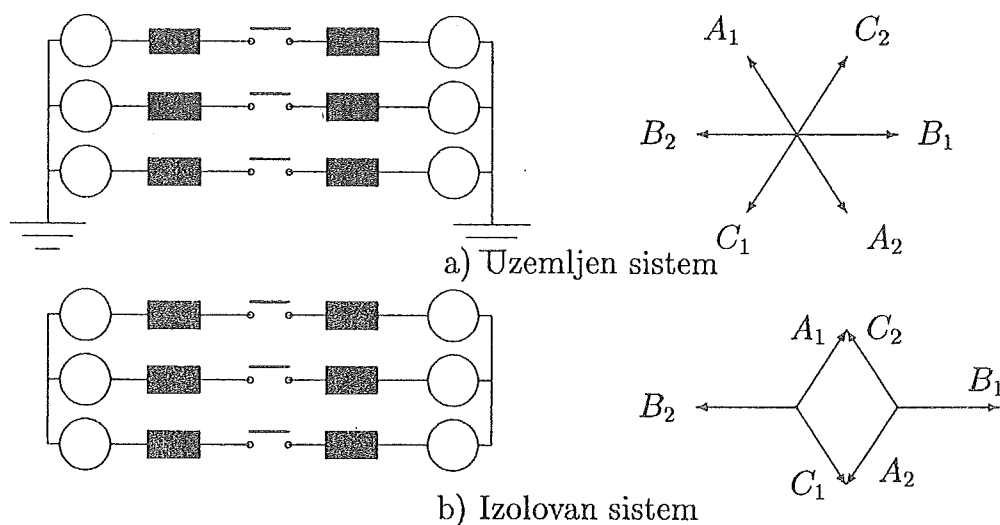 A₁ C₂
B₂ B₁
C₁ A₂
a) Uzemljen sistem
A₁ C₂
B₂ B₁
C₁ A₂
b) Izolovan sistem